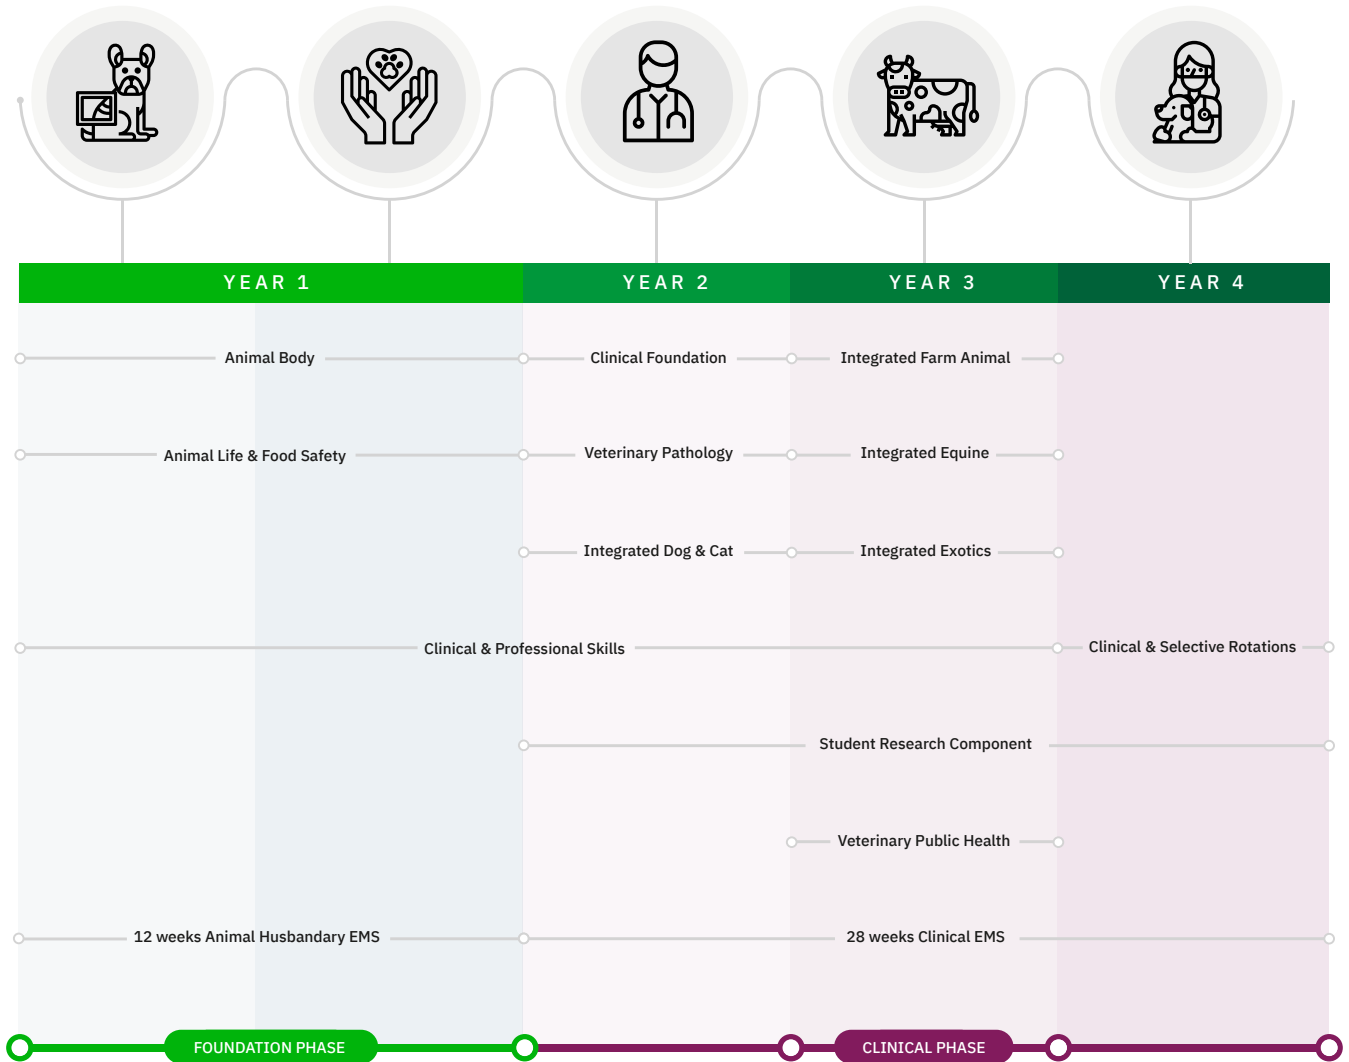 YEAR 1
YEAR 2
YEAR 3
YEAR 4
Animal Body
Clinical Foundation
Integrated Farm Animal
Animal Life & Food Safety
Veterinary Pathology
Integrated Equine
Integrated Dog & Cat
Integrated Exotics
Clinical & Professional Skills
Clinical & Selective Rotations
Student Research Component
Veterinary Public Health
12 weeks Animal Husbandary EMS
28 weeks Clinical EMS
FOUNDATION PHASE
CLINICAL PHASE